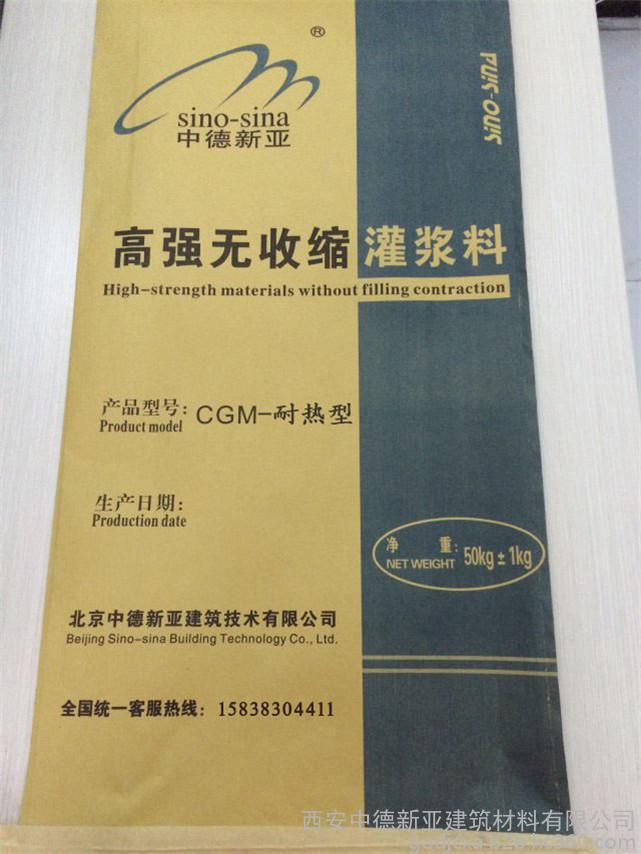 ®
sino-sina
中德新亚
SINO-SINA
高强无收缩灌浆料
High-strength materials without filling contraction
产品型号: CGM-耐热型
Product model
生产日期:
Production date
净 重: 50kg±1kg
NET WEIGHT
北京中德新亚建筑技术有限公司
Beijing Sino-sina Building Technology Co., Ltd.
全国统一客服热线: 15838304411
西安中德新亚建筑材料有限公司